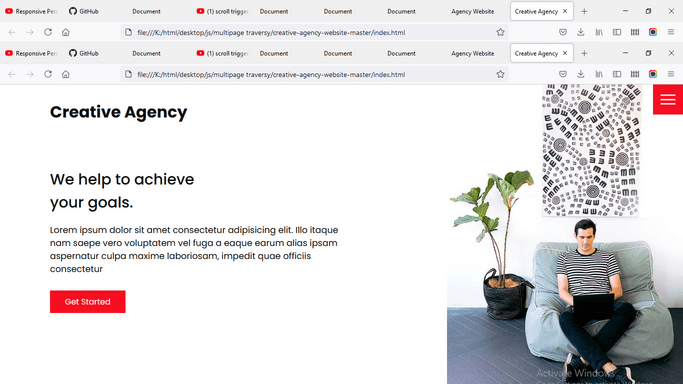 Responsive Pers
GitHub
Document
(1) scroll trigger
Document
Document
Document
Agency Website
Creative Agency
file:///K:/html/desktop/js/multipage traversy/creative-agency-website-master/index.html
Responsive Pers
GitHub
Document
(1) scroll trigger
Document
Document
Document
Agency Website
Creative Agency
file:///K:/html/desktop/js/multipage traversy/creative-agency-website-master/index.html
Creative Agency
We help to achieve
your goals.
Lorem ipsum dolor sit amet consectetur adipisicing elit. Illo itaque
nam saepe vero voluptatem vel fuga a eaque earum alias ipsam
aspernatur culpa maxime laboriosam, impedit quae officiis
consectetur
Get Started
Activate Windows